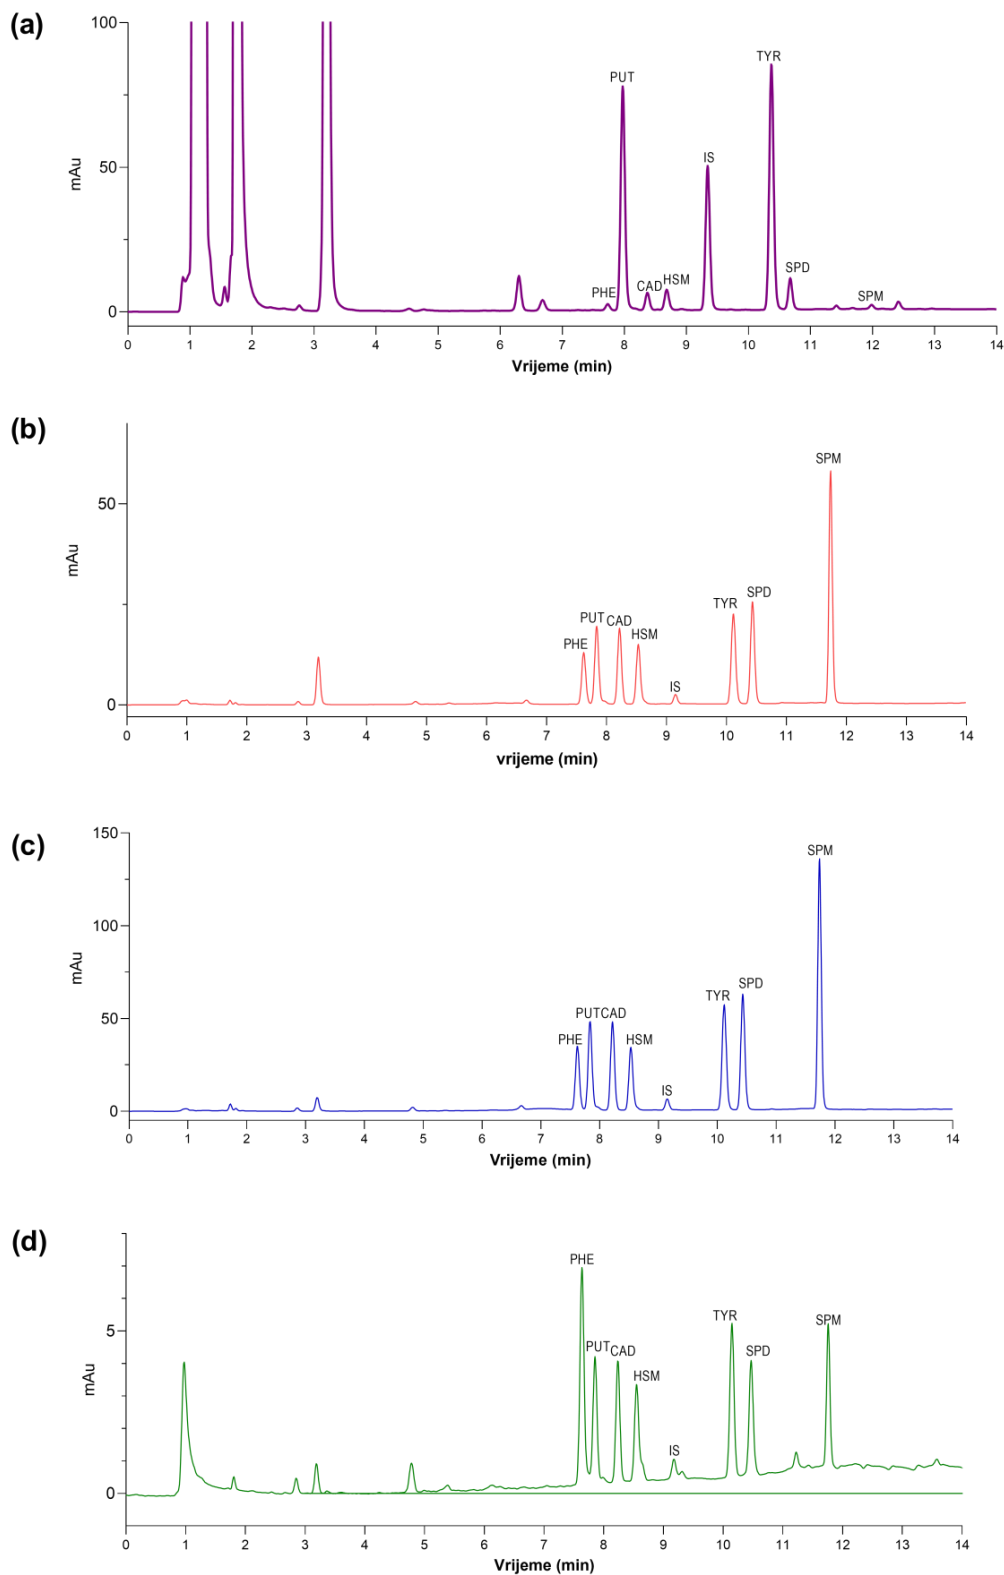 (a)
100
50
0
mAu
PHE
PUT
CAD
HSM
IS
TYR
SPD
SPM
0 1 2 3 4 5 6 7 8 9 10 11 12 13 14
Vrijeme (min)
(b)
50
0
mAu
PHE
PUT
CAD
HSM
IS
TYR
SPD
SPM
0 1 2 3 4 5 6 7 8 9 10 11 12 13 14
vrijeme (min)
(c)
150
100
50
0
mAu
PHE
PUT
CAD
HSM
IS
TYR
SPD
SPM
0 1 2 3 4 5 6 7 8 9 10 11 12 13 14
Vrijeme (min)
(d)
5
0
mAu
PHE
PUT
CAD
HSM
IS
TYR
SPD
SPM
0 1 2 3 4 5 6 7 8 9 10 11 12 13 14
Vrijeme (min)